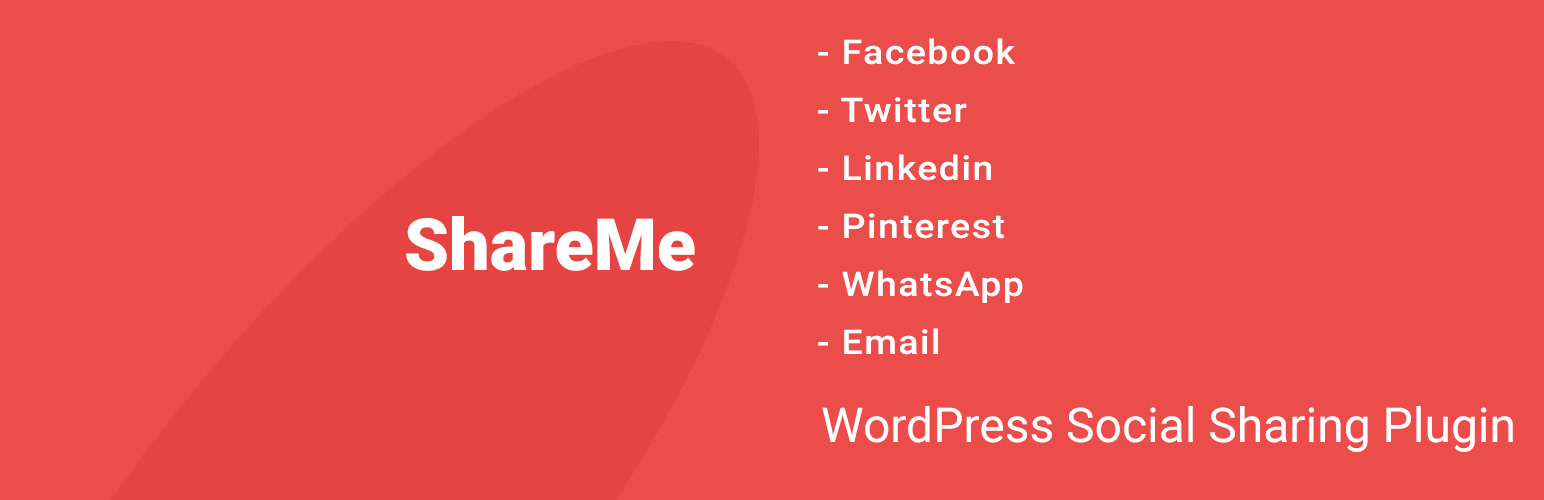 ShareMe
- Facebook
- Twitter
- Linkedin
- Pinterest
- WhatsApp
- Email
WordPress Social Sharing Plugin